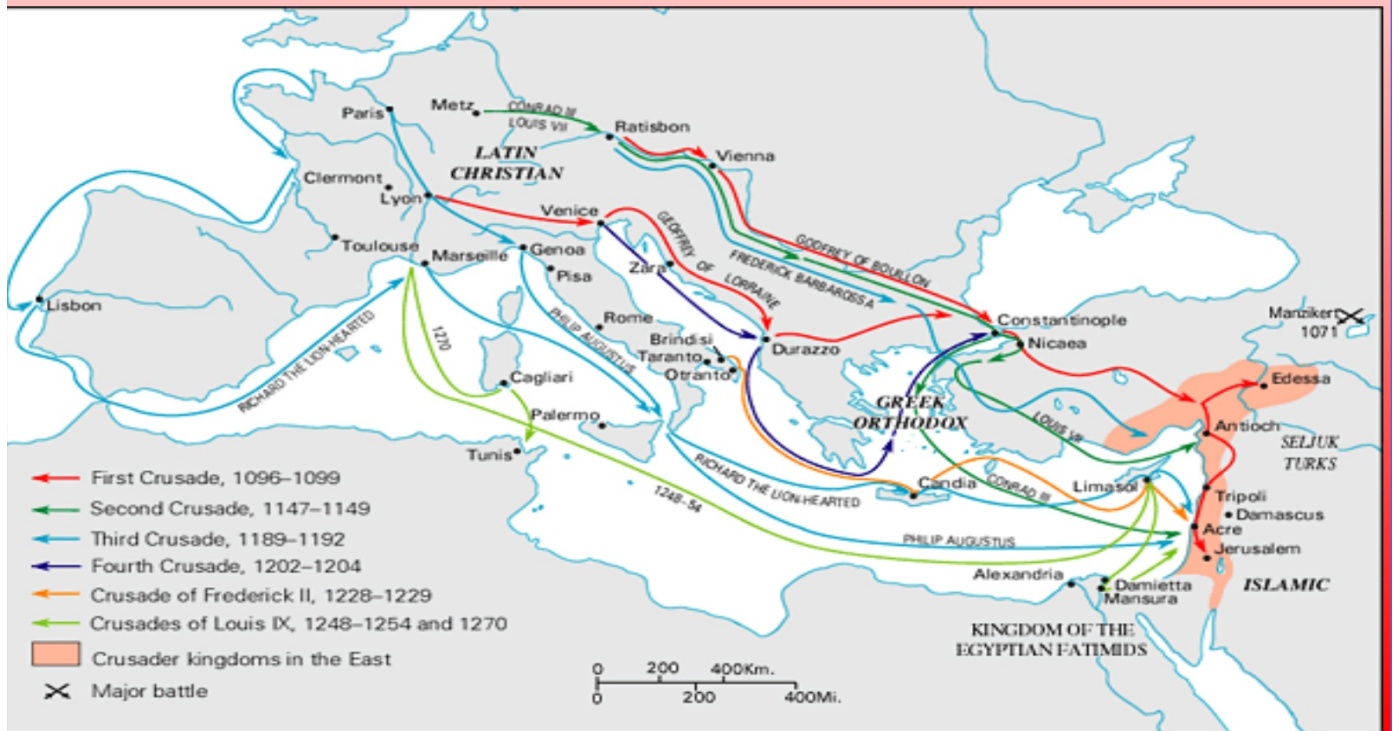 Paris
Metz
CONRAD III
LOUIS VII
Ratisbon
Vienna
LATIN
CHRISTIAN
Clermont
Lyon
Venice
GEOFFREY OF LORRAINE
GODFREY OF BOUILLON
FREDERICK BARBAROSSA
Toulouse
Marseille
Genoa
Pisa
Zara
Lisbon
RICHARD THE LION-HEARTED
1270
PHILIP AUGUSTUS
Rome
Brindisi
Taranto
Otranto
Durazzo
Constantinople
Nicaea
Manzikert
1071
Edessa
Cagliari
Palermo
Tunis
GREEK
ORTHODOX
LOUIS VII
Antioch
SELJUK
TURKS
RICHARD THE LION-HEARTED
1248-54
Candia
CONRAD III
Limasol
Tripoli
Damascus
Acre
Jerusalem
PHILIP AUGUSTUS
Alexandria
Damietta
Mansura
ISLAMIC
KINGDOM OF THE
EGYPTIAN FATIMIDS
First Crusade, 1096–1099
Second Crusade, 1147–1149
Third Crusade, 1189–1192
Fourth Crusade, 1202–1204
Crusade of Frederick II, 1228–1229
Crusades of Louis IX, 1248–1254 and 1270
Crusader kingdoms in the East
Major battle
0 200 400Km.
0 200 400Mi.